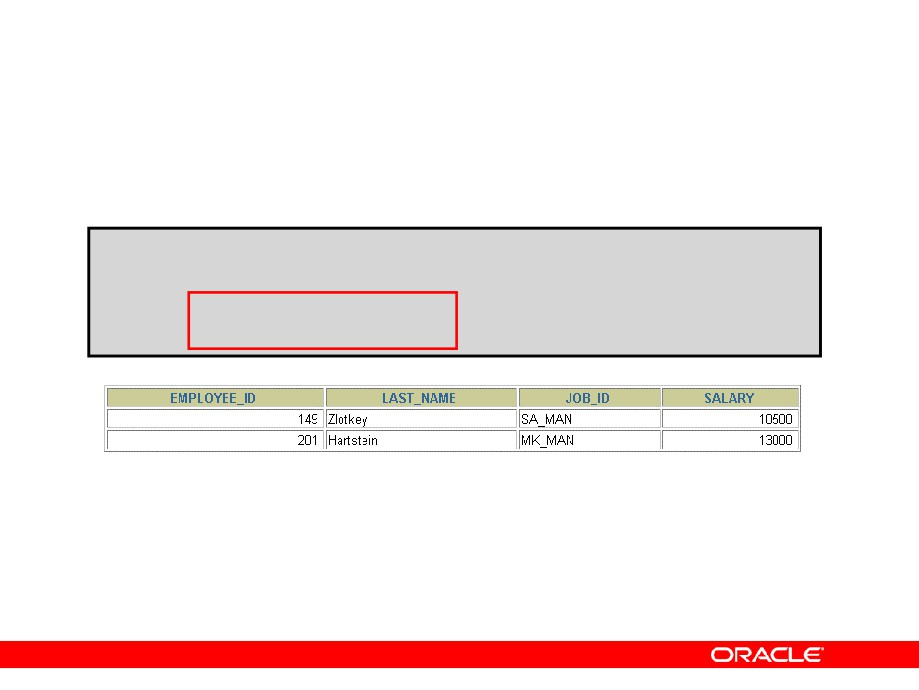 EMPLOYEE_ID LAST_NAME JOB_ID SALARY
149 Zlotkey SA_MAN 10500
201 Hartstein MK_MAN 13000
ORACLE